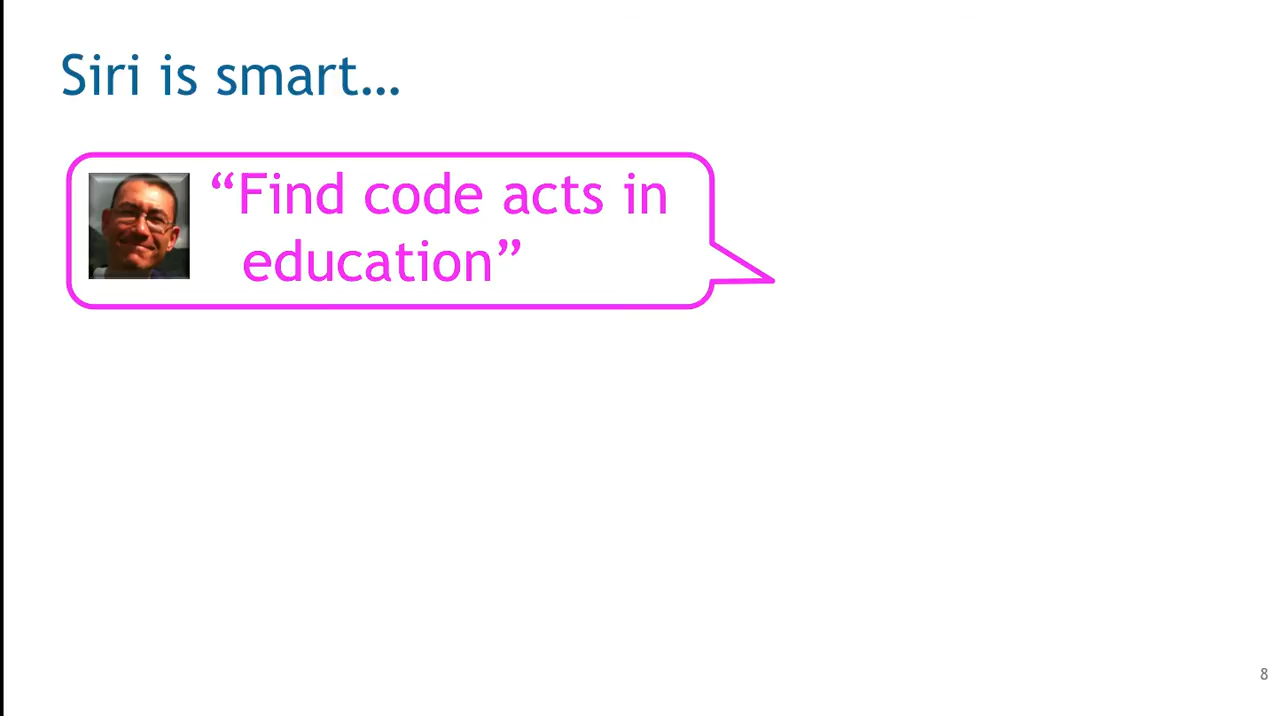 Siri is smart…
“Find code acts in
education”
8